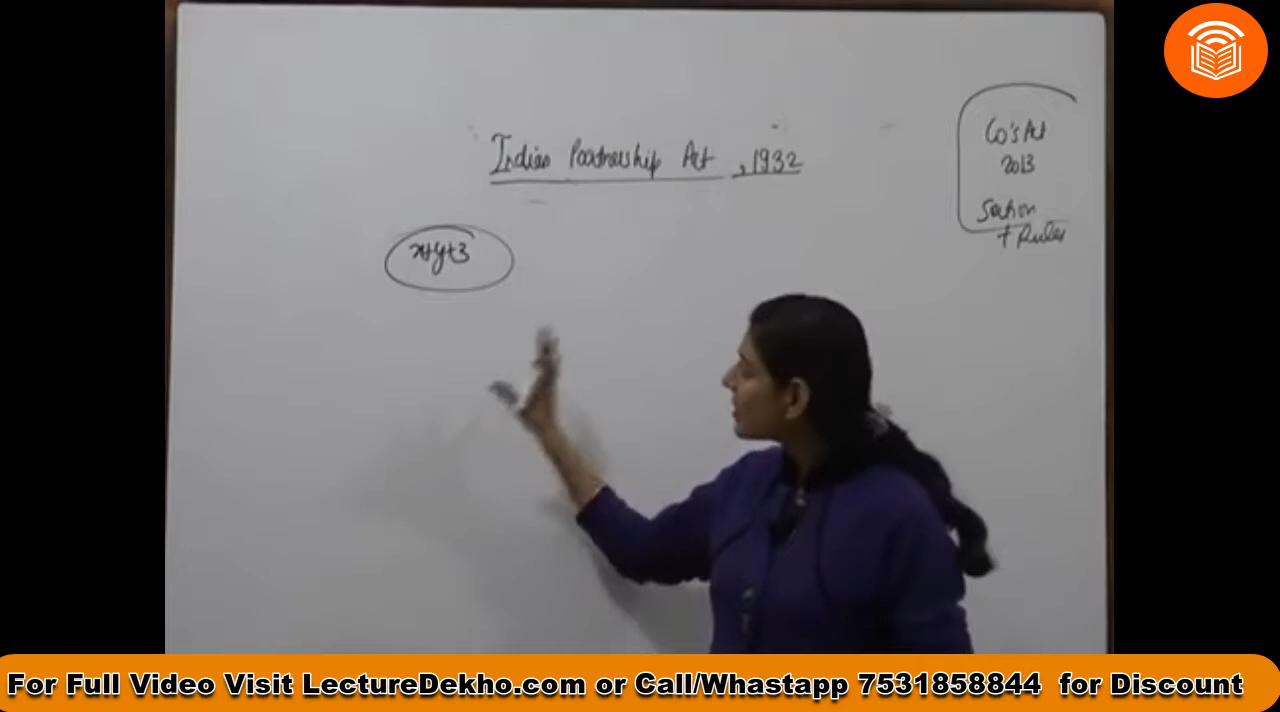 Indian Partnership Act, 1932
x+y+z
Co's Act
2013
Section
+ Rules
For Full Video Visit LectureDekho.com or Call/Whastapp 7531858844 for Discount